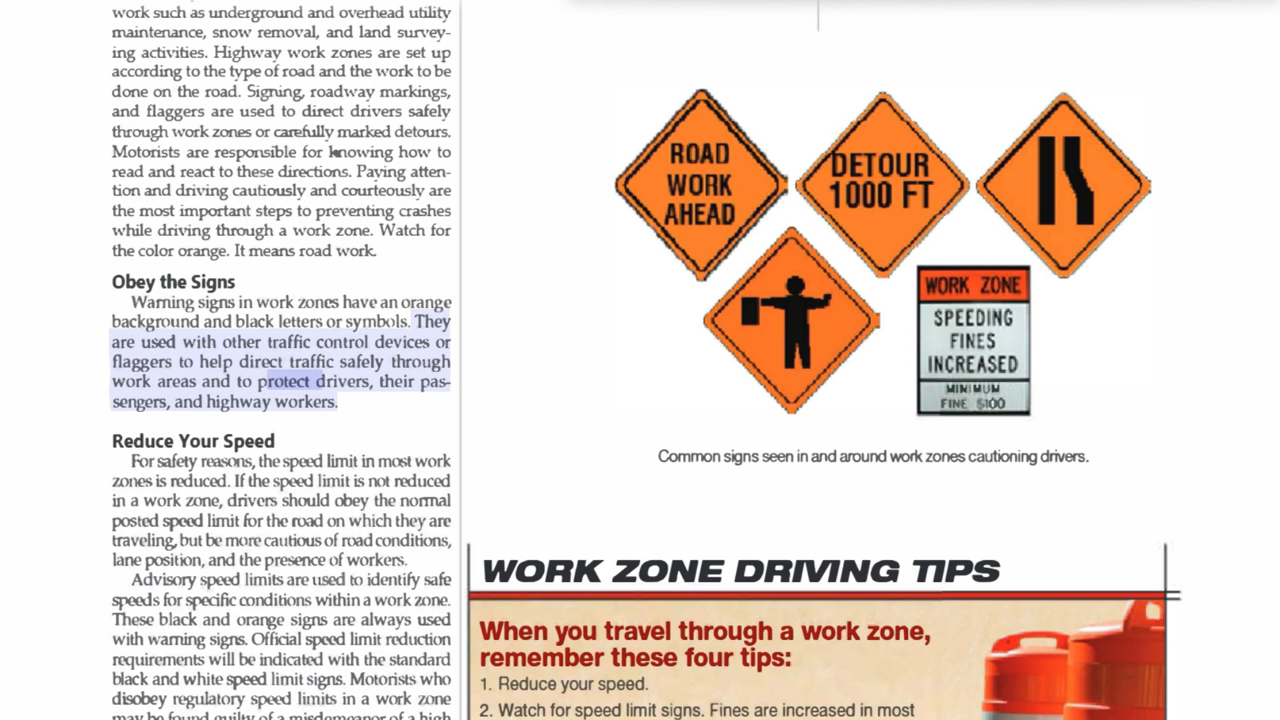 work such as underground and overhead utility
maintenance, snow removal, and land survey-
ing activities. Highway work zones are set up
according to the type of road and the work to be
done on the road. Signing, roadway markings,
and flaggers are used to direct drivers safely
through work zones or carefully marked detours.
Motorists are responsible for knowing how to
read and react to these directions. Paying atten-
tion and driving cautiously and courteously are
the most important steps to preventing crashes
while driving through a work zone. Watch for
the color orange. It means road work.
Obey the Signs
Warning signs in work zones have an orange
background and black letters or symbols. They
are used with other traffic control devices or
flaggers to help direct traffic safely through
work areas and to protect drivers, their pas-
sengers, and highway workers.
Reduce Your Speed
For safety reasons, the speed limit in most work
zones is reduced. If the speed limit is not reduced
in a work zone, drivers should obey the normal
posted speed limit for the road on which they are
traveling, but be more cautious of road conditions,
lane position, and the presence of workers.
Advisory speed limits are used to identify safe
speeds for specific conditions within a work zone.
These black and orange signs are always used
with warning signs. Official speed limit reduction
requirements will be indicated with the standard
black and white speed limit signs. Motorists who
disobey regulatory speed limits in a work zone
may be found guilty of a misdemeanor of a high
ROAD
WORK
AHEAD
DETOUR
1000 FT
WORK ZONE
SPEEDING
FINES
INCREASED
MINIMUM
FINE $100
Common signs seen in and around work zones cautioning drivers.
WORK ZONE DRIVING TIPS
When you travel through a work zone,
remember these four tips:
1. Reduce your speed.
2. Watch for speed limit signs. Fines are increased in most